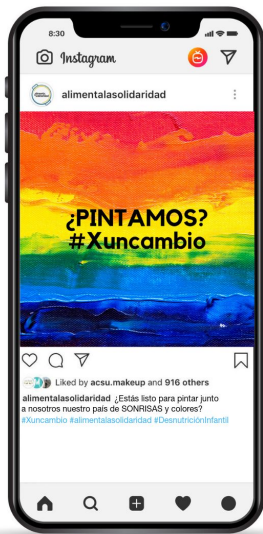 8:30
Instagram
alimentalasolidaridad
¿PINTAMOS?
#Xuncambio
Liked by acsu.makeup and 916 others
alimentalasolidaridad ¿Estás listo para pintar junto
a nosotros nuestro país de SONRISAS y colores?
#Xuncambio #alimentalasolidaridad #DesnutriciónInfantil